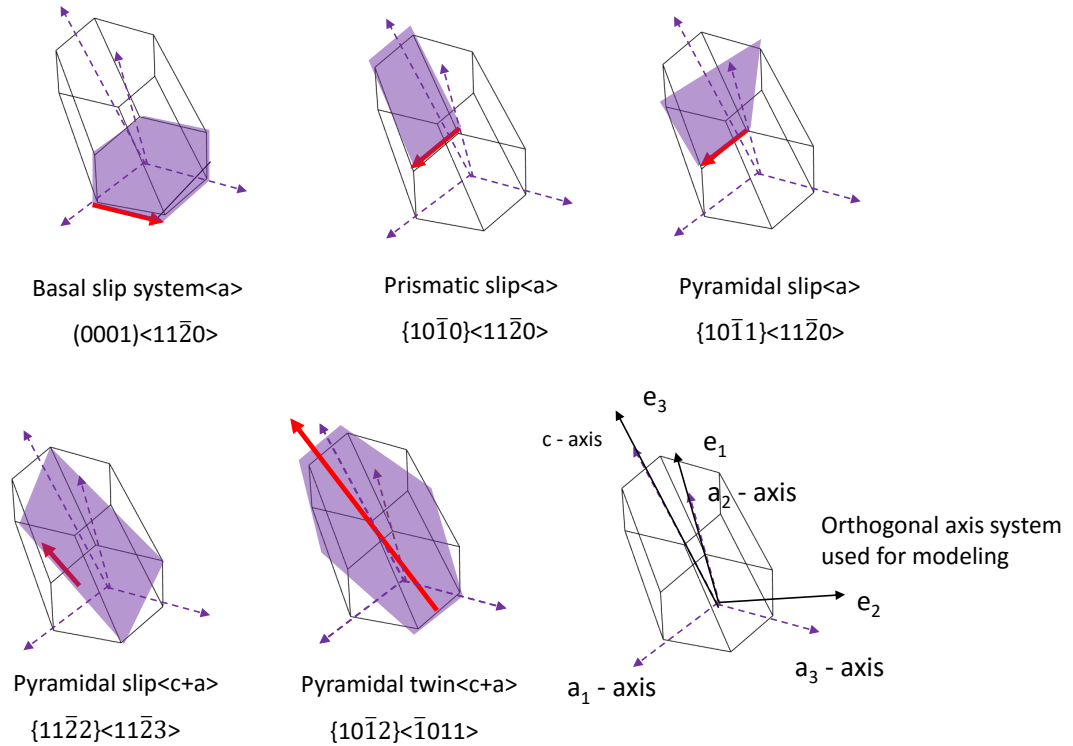 Basal slip system<a>
(0001)<112̅0>
Prismatic slip<a>
{101̅0}<112̅0>
Pyramidal slip<a>
{101̅1}<112̅0>
Pyramidal slip<c+a>
{112̅2}<112̅3>
Pyramidal twin<c+a>
{101̅2}<1̅011>
e₃
c - axis
e₁
a₂ - axis
Orthogonal axis system
used for modeling
e₂
a₃ - axis
a₁ - axis